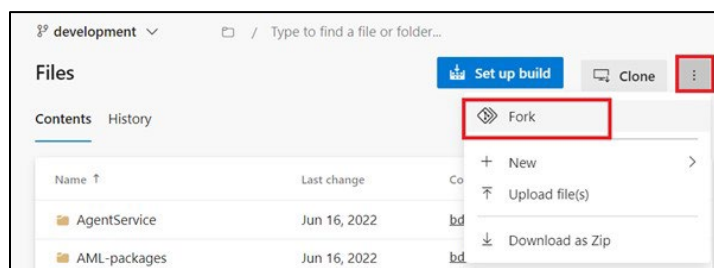 development
/ Type to find a file or folder...
Files
Set up build
Clone
Contents History
Fork
New
Upload file(s)
Download as Zip
Name ↑ Last change Co
AgentService Jun 16, 2022 bd
AML-packages Jun 16, 2022 bd